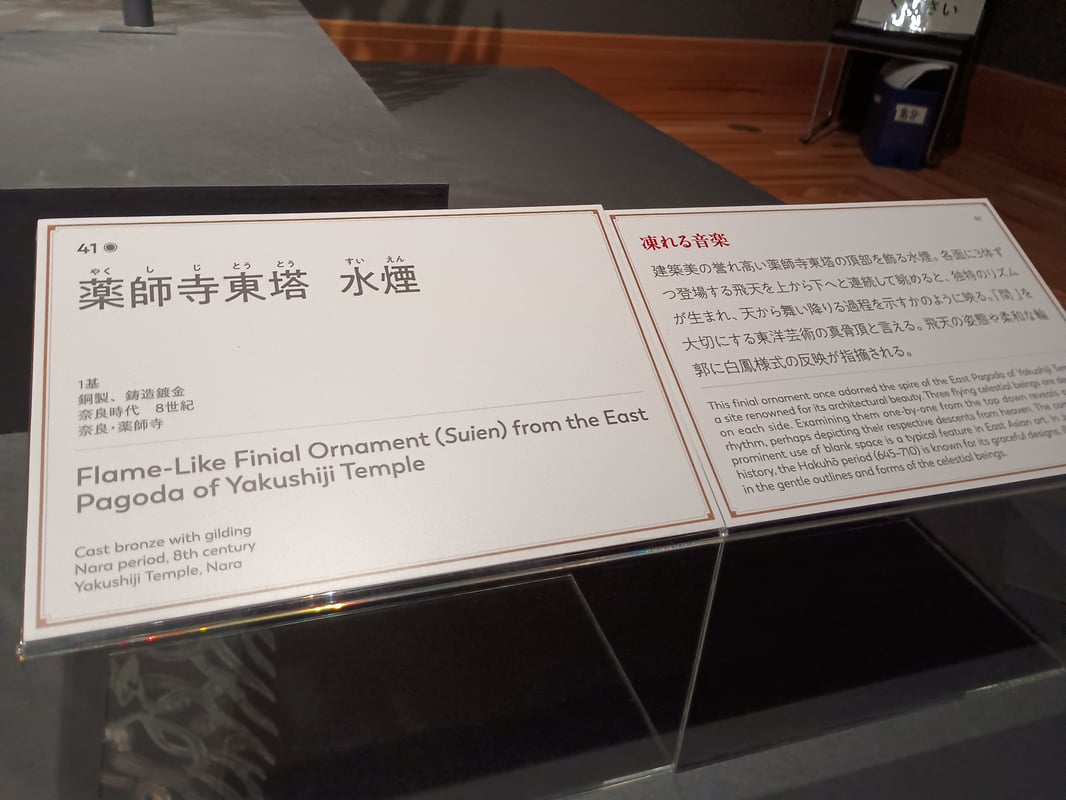 41
やく し じ とう とう すい えん
薬師寺東塔 水煙
1基
銅製、鋳造鍍金
奈良時代 8世紀
奈良・薬師寺
Flame-Like Finial Ornament (Suien) from the East
Pagoda of Yakushiji Temple
Cast bronze with gilding
Nara period, 8th century
Yakushiji Temple, Nara
41
凍れる音楽
建築美の誉れ高い薬師寺東塔の頂部を飾る水煙。各面に3体ず
つ登場する飛天を上から下へと連続して眺めると、独特のリズム
が生まれ、天から舞い降りる過程を示すかのように映る。「間」を
大切にする東洋芸術の真骨頂と言える。飛天の姿態や柔和な輪
郭に白鳳様式の反映が指摘される。
This finial ornament once adorned the spire of the East Pagoda of Yakushiji
a site renowned for its architectural beauty. Three flying celestial beings are
on each side. Examining them one-by-one from the top down reveals
rhythm, perhaps depicting their respective descents from heaven. The
prominent use of blank space is a typical feature in East Asian art. In
history, the Hakuhō period (645–710) is known for its graceful designs,
in the gentle outlines and forms of the celestial beings.
ください